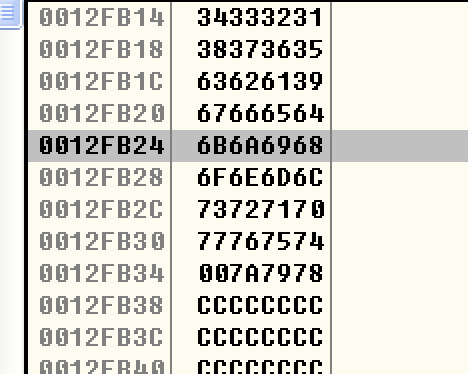 0012FB14 34333231
0012FB18 38373635
0012FB1C 63626139
0012FB20 67666564
0012FB24 6B6A6968
0012FB28 6F6E6D6C
0012FB2C 73727170
0012FB30 77767574
0012FB34 007A7978
0012FB38 CCCCCCCC
0012FB3C CCCCCCCC
0012FB40 CCCCCCCC